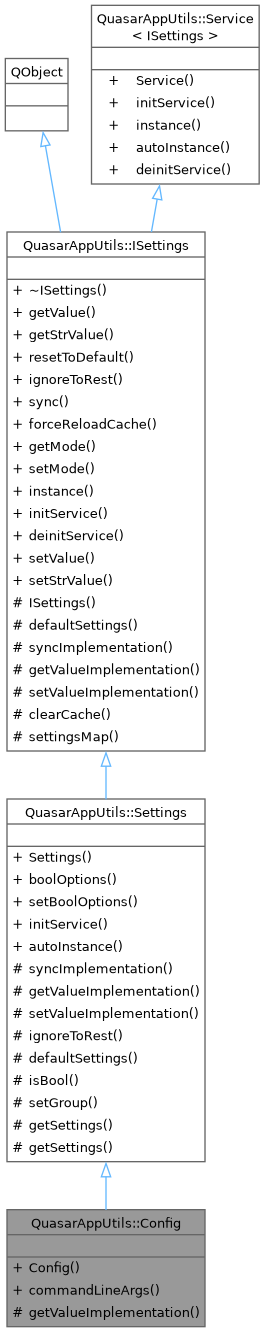 QuasarAppUtils::Service
< ISettings >
+ Service()
+ initService()
+ instance()
+ autoInstance()
+ deinitService()
QObject
QuasarAppUtils::ISettings
+ ~ISettings()
+ getValue()
+ getStrValue()
+ resetToDefault()
+ ignoreToRest()
+ sync()
+ forceReloadCache()
+ getMode()
+ setMode()
+ instance()
+ initService()
+ deinitService()
+ setValue()
+ setStrValue()
# ISettings()
# defaultSettings()
# syncImplementation()
# getValueImplementation()
# setValueImplementation()
# clearCache()
# settingsMap()
QuasarAppUtils::Settings
+ Settings()
+ boolOptions()
+ setBoolOptions()
+ initService()
+ autoInstance()
# syncImplementation()
# getValueImplementation()
# setValueImplementation()
# ignoreToRest()
# defaultSettings()
# isBool()
# setGroup()
# getSettings()
# getSettings()
QuasarAppUtils::Config
+ Config()
+ commandLineArgs()
# getValueImplementation()